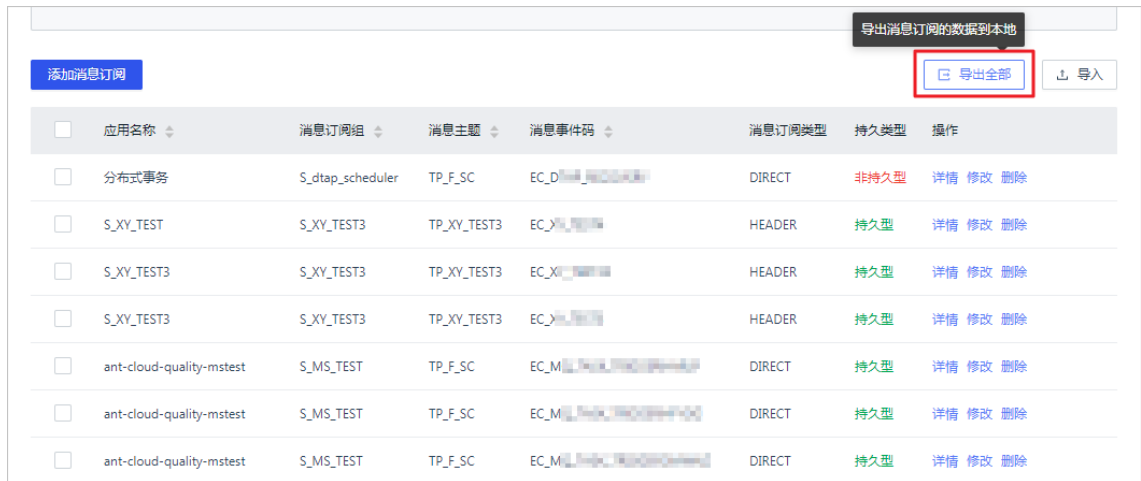 导出消息订阅的数据到本地
添加消息订阅 导出全部 导入
应用名称 消息订阅组 消息主题 消息事件码 消息订阅类型 持久类型 操作
分布式事务 S_dtap_scheduler TP_F_SC DIRECT 非持久型 详情 修改 删除
S_XY_TEST S_XY_TEST3 TP_XY_TEST3 HEADER 持久型 详情 修改 删除
S_XY_TEST3 S_XY_TEST3 TP_XY_TEST3 HEADER 持久型 详情 修改 删除
S_XY_TEST3 S_XY_TEST3 TP_XY_TEST3 HEADER 持久型 详情 修改 删除
ant-cloud-quality-mstest S_MS_TEST TP_F_SC DIRECT 持久型 详情 修改 删除
ant-cloud-quality-mstest S_MS_TEST TP_F_SC DIRECT 持久型 详情 修改 删除
ant-cloud-quality-mstest S_MS_TEST TP_F_SC DIRECT 持久型 详情 修改 删除